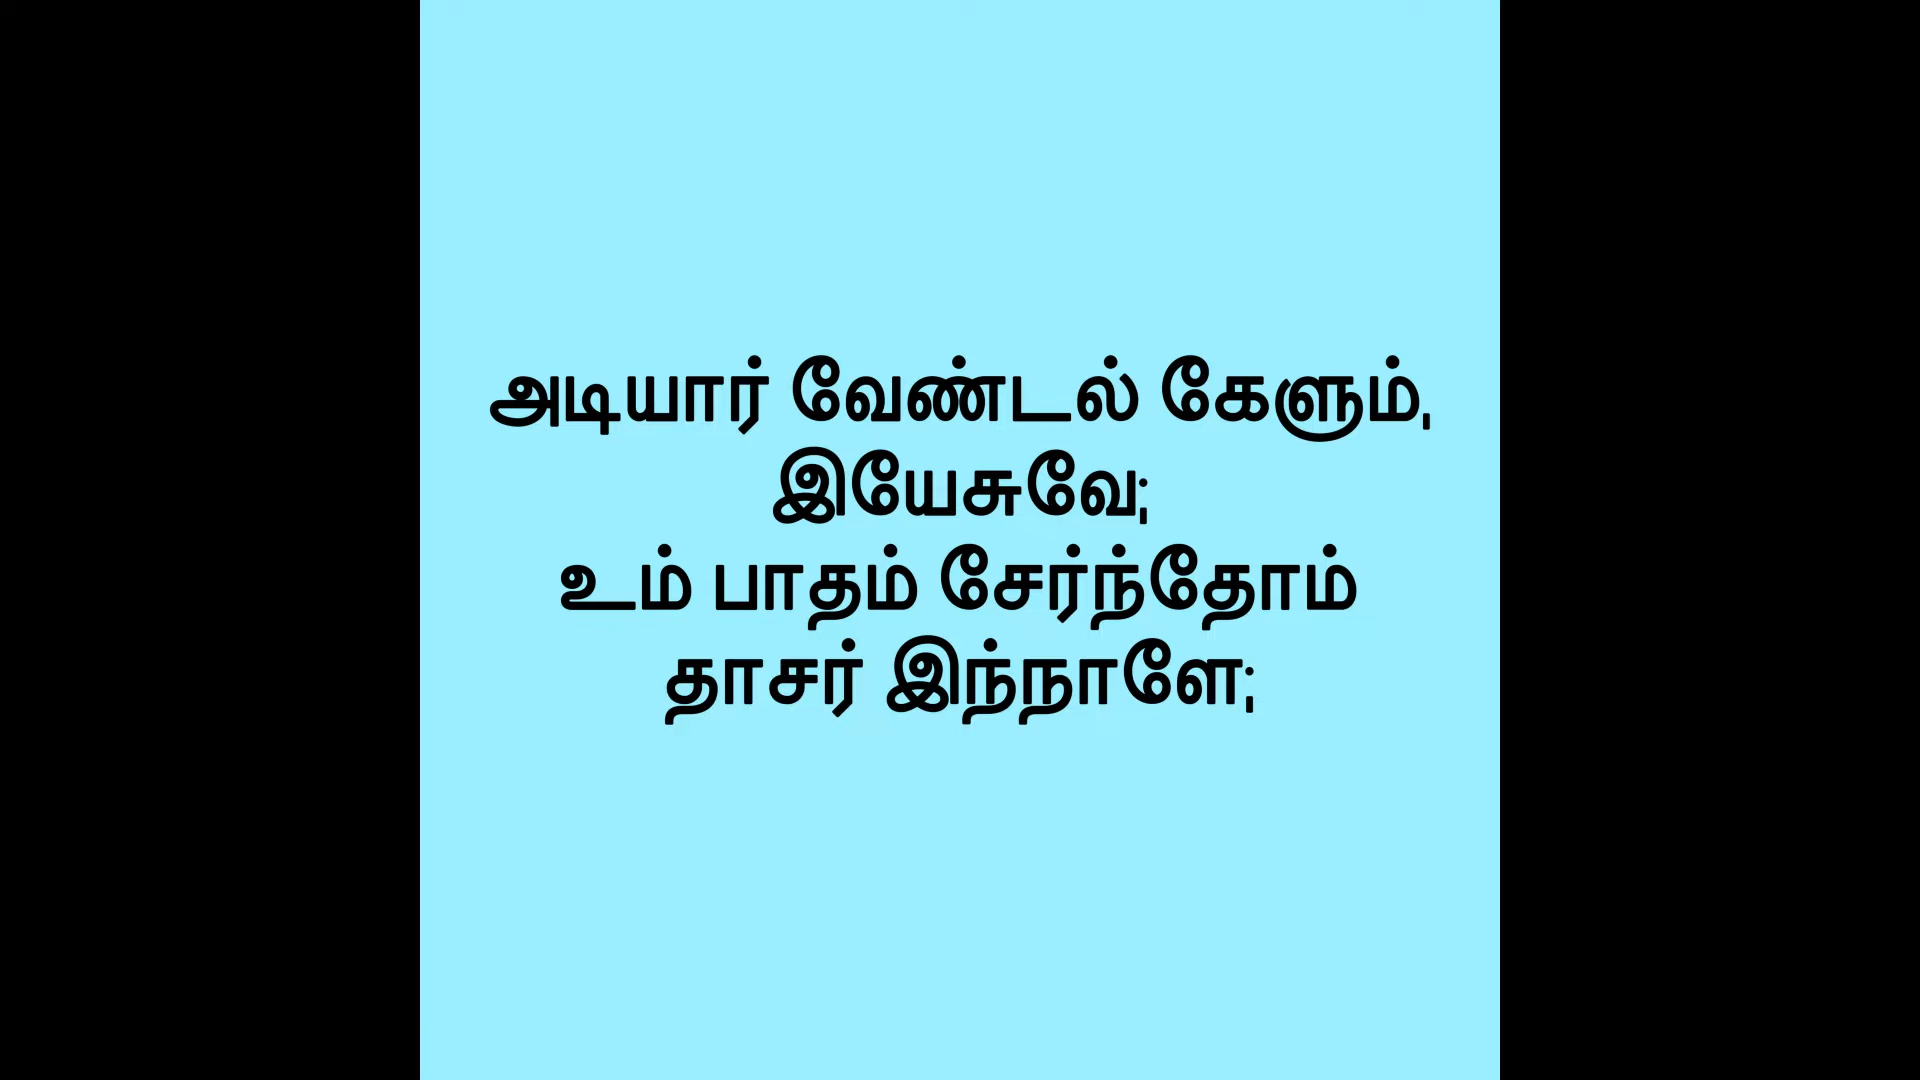 அடியார் வேண்டல் கேளும்,
இயேசுவே;
உம் பாதம் சேர்ந்தோம்
தாசர் இந்நாளே;